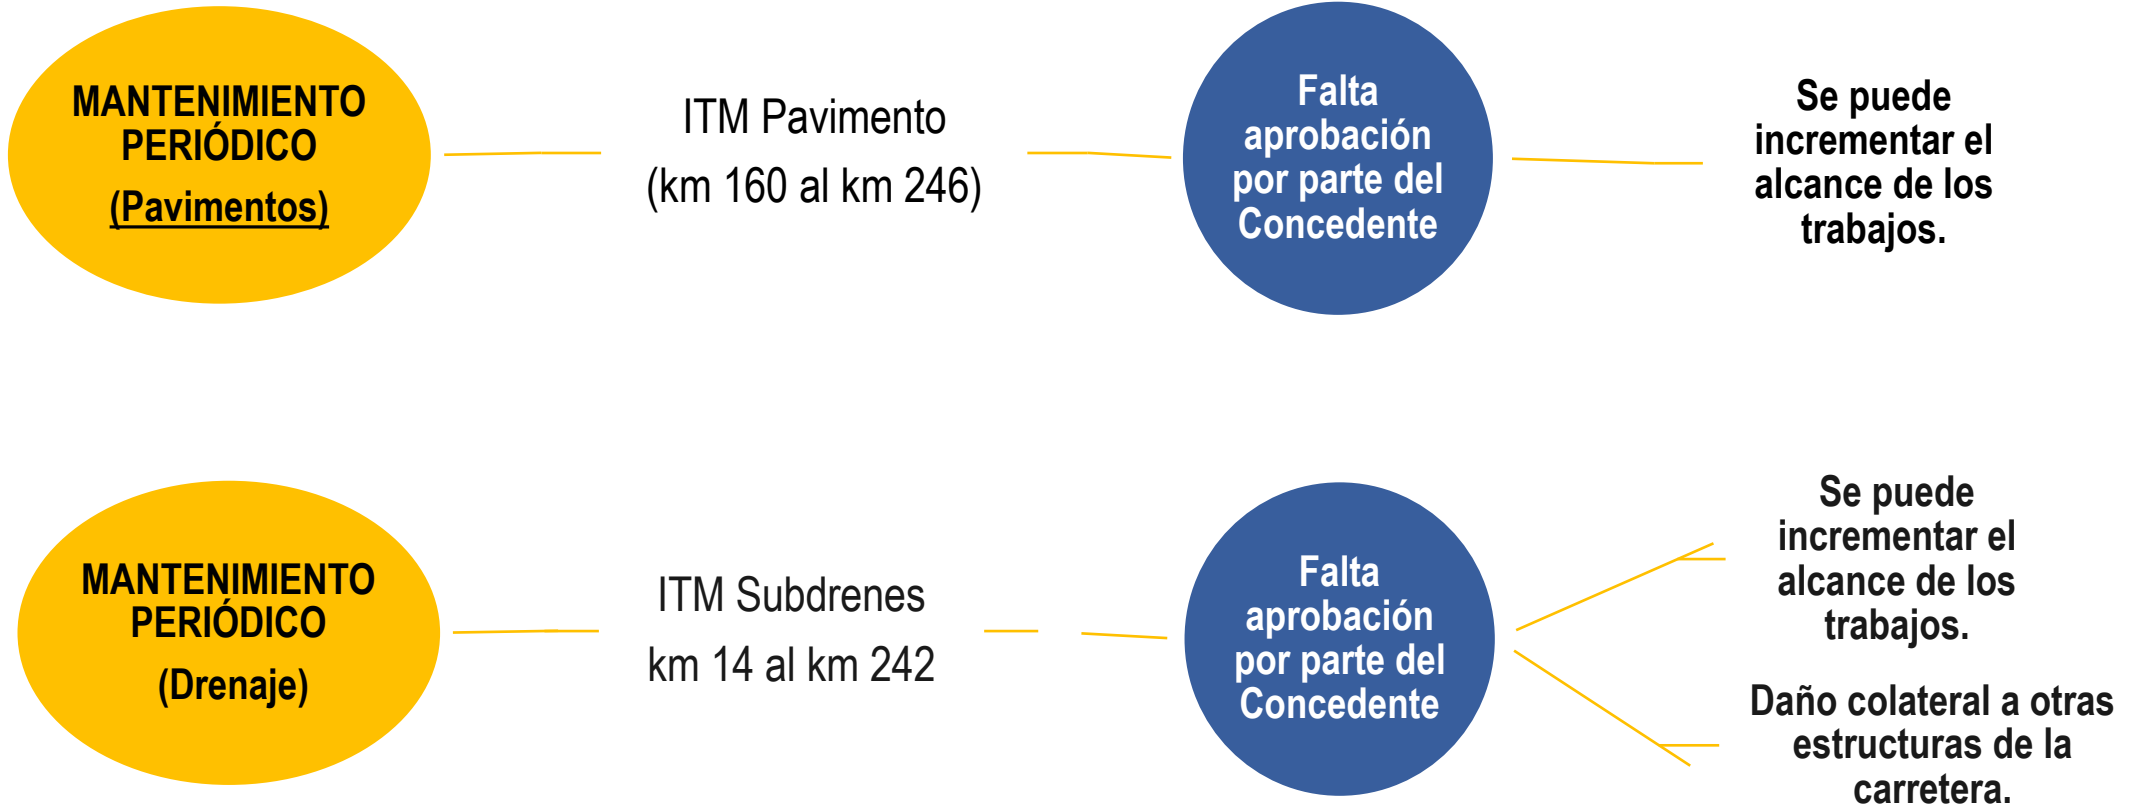 MANTENIMIENTO
PERIÓDICO
(Pavimentos)
ITM Pavimento
(km 160 al km 246)
Falta
aprobación
por parte del
Concedente
Se puede
incrementar el
alcance de los
trabajos.
MANTENIMIENTO
PERIÓDICO
(Drenaje)
ITM Subdrenes
km 14 al km 242
Falta
aprobación
por parte del
Concedente
Se puede
incrementar el
alcance de los
trabajos.
Daño colateral a otras
estructuras de la
carretera.